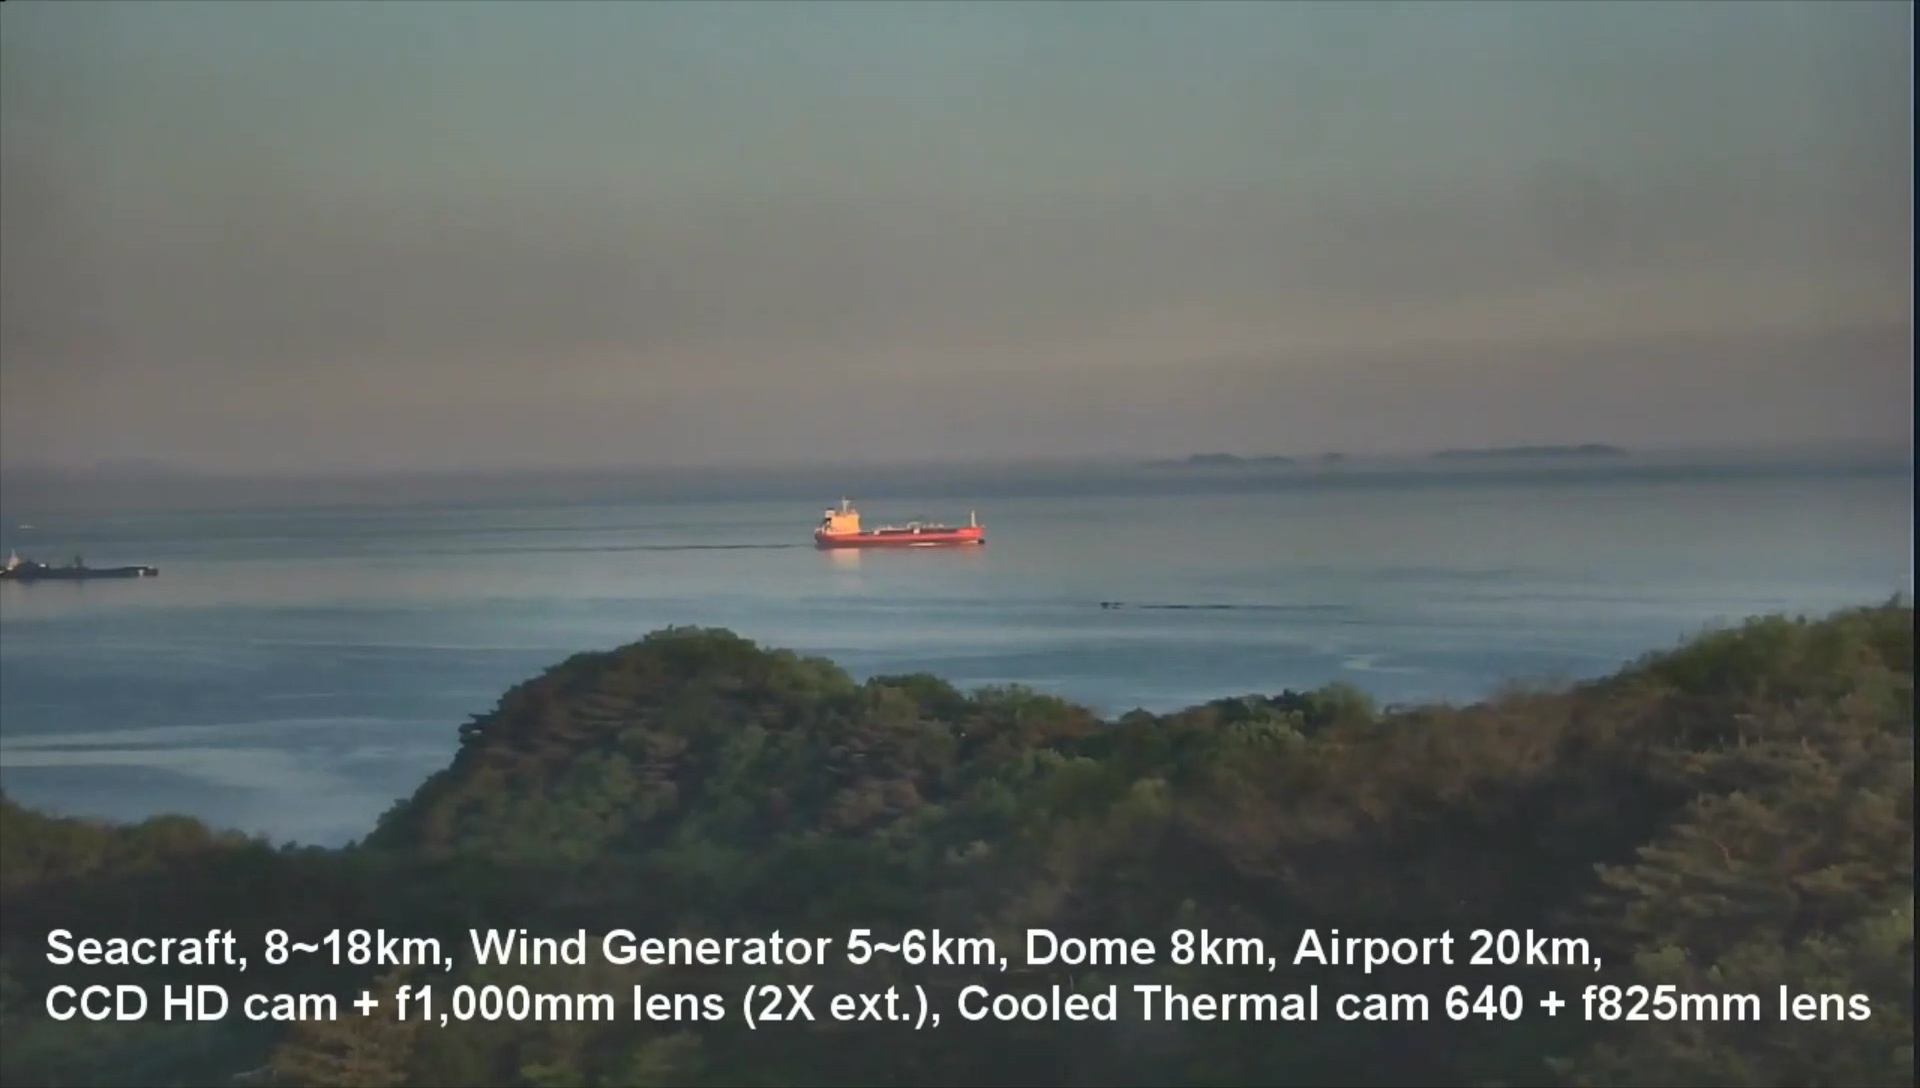 Seacraft, 8~18km, Wind Generator 5~6km, Dome 8km, Airport 20km,
CCD HD cam + f1,000mm lens (2X ext.), Cooled Thermal cam 640 + f825mm lens